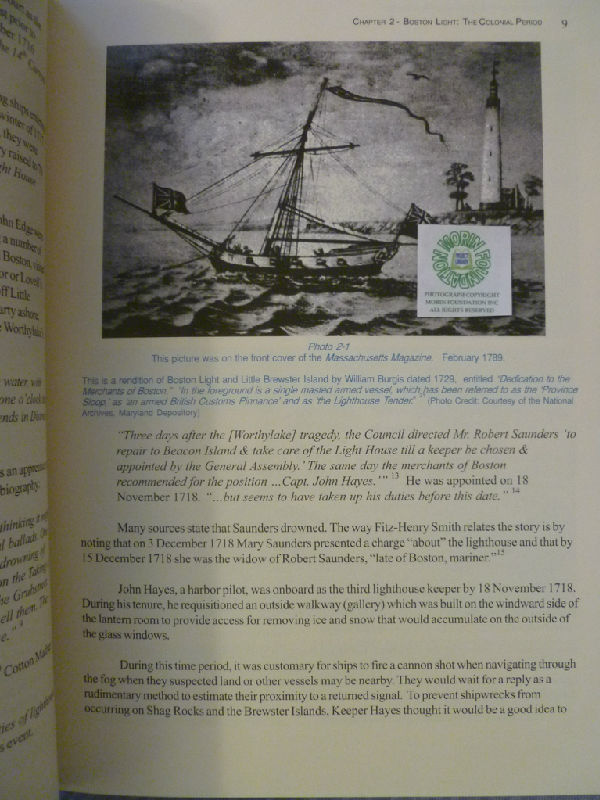 CHAPTER 2 - BOSTON LIGHT: THE COLONIAL PERIOD 9
MORIN FOUNDATION
PHOTOGRAPH COPYRIGHT
MORIN FOUNDATION INC
ALL RIGHTS RESERVED
Photo 2-1
This picture was on the front cover of the Massachusetts Magazine, February 1789.
This is a rendition of Boston Light and Little Brewster Island by William Burgis dated 1729, entitled "Dedication to the
Merchants of Boston." "In the foreground is a single masted armed vessel, which has been referred to as the 'Province
Sloop,' as 'an armed British Customs Pinnance' and as 'the Lighthouse Tender.'" (Photo Credit: Courtesy of the National
Archives, Maryland Depository)
"Three days after the [Worthylake] tragedy, the Council directed Mr. Robert Saunders 'to
repair to Beacon Island & take care of the Light House till a keeper be chosen &
appointed by the General Assembly.' The same day the merchants of Boston
recommended for the position ...Capt. John Hayes.'" 13 He was appointed on 18
November 1718. "...but seems to have taken up his duties before this date." 14
Many sources state that Saunders drowned. The way Fitz-Henry Smith relates the story is by
noting that on 3 December 1718 Mary Saunders presented a charge "about" the lighthouse and that by
15 December 1718 she was the widow of Robert Saunders, "late of Boston, mariner." 15
John Hayes, a harbor pilot, was onboard as the third lighthouse keeper by 18 November 1718.
During his tenure, he requisitioned an outside walkway (gallery) which was built on the windward side of
the lantern room to provide access for removing ice and snow that would accumulate on the outside of
the glass windows.
During this time period, it was customary for ships to fire a cannon shot when navigating through
the fog when they suspected land or other vessels may be nearby. They would wait for a reply as a
rudimentary method to estimate their proximity to a returned signal. To prevent shipwrecks from
occurring on Shag Rocks and the Brewster Islands, Keeper Hayes thought it would be a good idea to